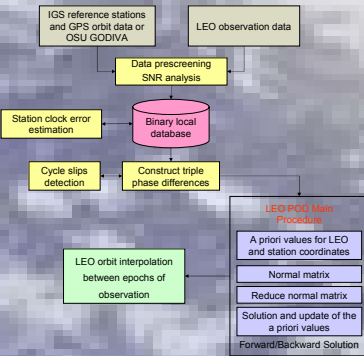 IGS reference stations
and GPS orbit data or
OSU GODIVA
LEO observation data
Data prescreening
SNR analysis
Station clock error
estimation
Binary local
database
Cycle slips
detection
Construct triple
phase differences
LEO POD Main
Procedure
A priori values for LEO
and station coordinates
Normal matrix
Reduce normal matrix
Solution and update of the
a priori values
Forward/Backward Solution
LEO orbit interpolation
between epochs of
observation